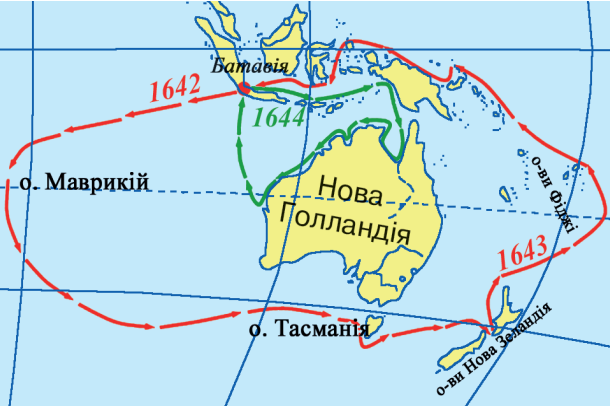 Батавія
1642
1644
о. Маврикій
Нова
Голландія
о-ви Фіджі
1643
о. Тасманія
о-ви Нова Зеландія